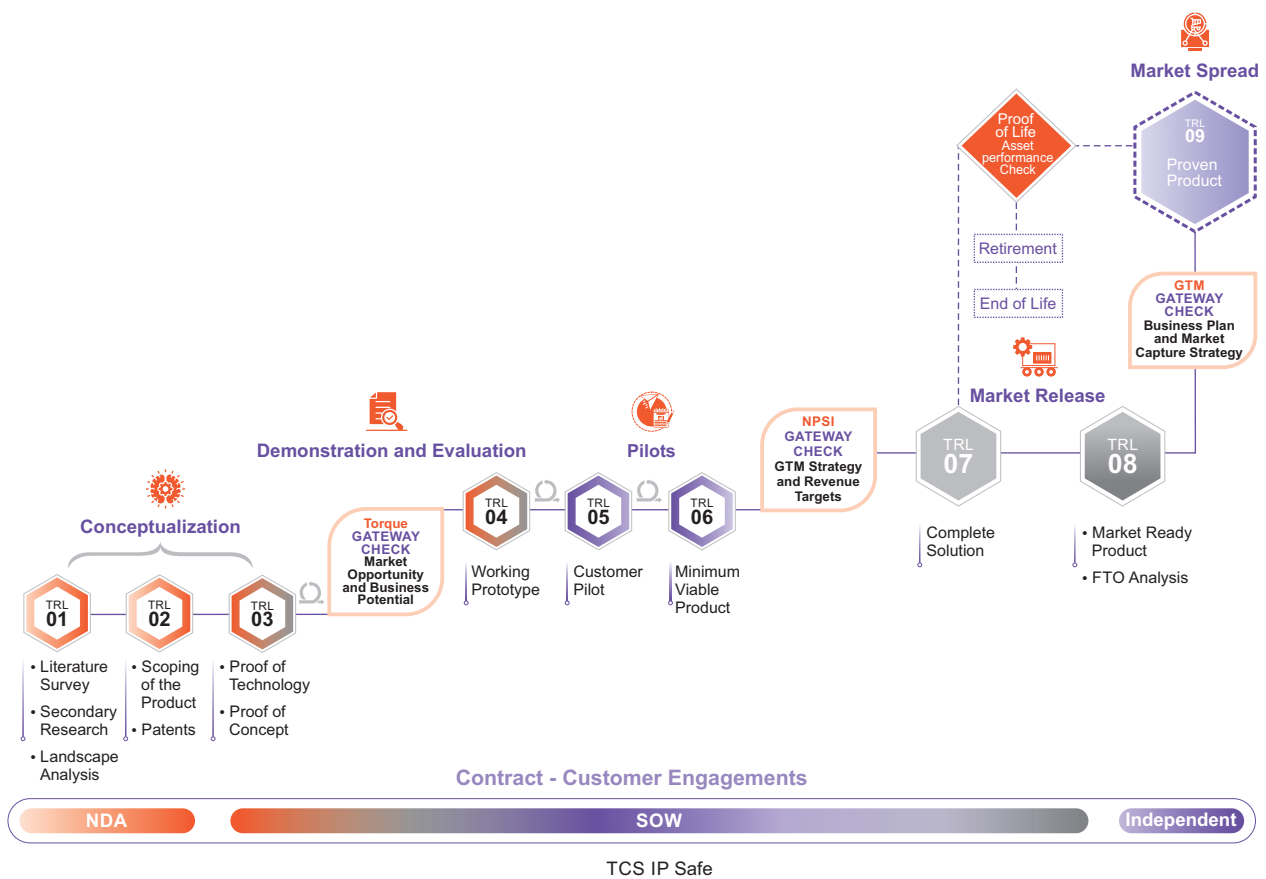 Market Spread
TRL
09
Proven
Product
Proof
of Life
Asset
performance
Check
Retirement
End of Life
GTM
GATEWAY
CHECK
Business Plan
and Market
Capture Strategy
Market Release
TRL
07
TRL
08
Complete
Solution
• Market Ready
Product
• FTO Analysis
NPSI
GATEWAY
CHECK
GTM Strategy
and Revenue
Targets
Demonstration and Evaluation
Pilots
TRL
04
TRL
05
TRL
06
Working
Prototype
Customer
Pilot
Minimum
Viable
Product
Conceptualization
Torque
GATEWAY
CHECK
Market
Opportunity
and Business
Potential
TRL
01
TRL
02
TRL
03
• Literature
Survey
• Secondary
Research
• Landscape
Analysis
• Scoping
of the
Product
• Patents
• Proof of
Technology
• Proof of
Concept
Contract - Customer Engagements
NDA
SOW
Independent
TCS IP Safe